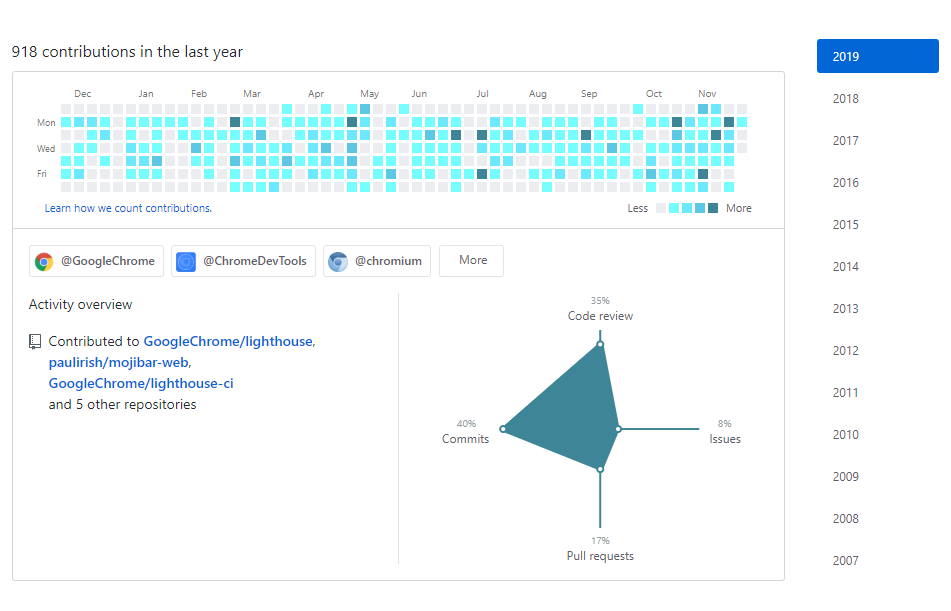 918 contributions in the last year
Dec Jan Feb Mar Apr May Jun Jul Aug Sep Oct Nov
Mon
Wed
Fri
Learn how we count contributions. Less More
@GoogleChrome @ChromeDevTools @chromium More
Activity overview
Contributed to GoogleChrome/lighthouse,
paulirish/mojibar-web,
GoogleChrome/lighthouse-ci
and 5 other repositories
35%
Code review
40%
Commits
8%
Issues
17%
Pull requests
2019
2018
2017
2016
2015
2014
2013
2012
2011
2010
2009
2008
2007